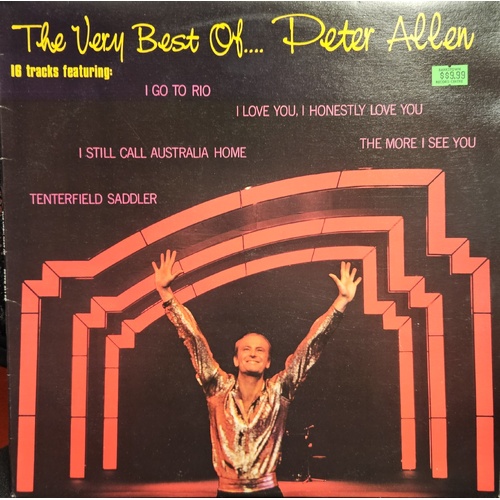 The Very Best Of.... Peter Allen
16 tracks featuring:
$$9.99
I GO TO RIO
I LOVE YOU, I HONESTLY LOVE YOU
THE MORE I SEE YOU
I STILL CALL AUSTRALIA HOME
TENTERFIELD SADDLER